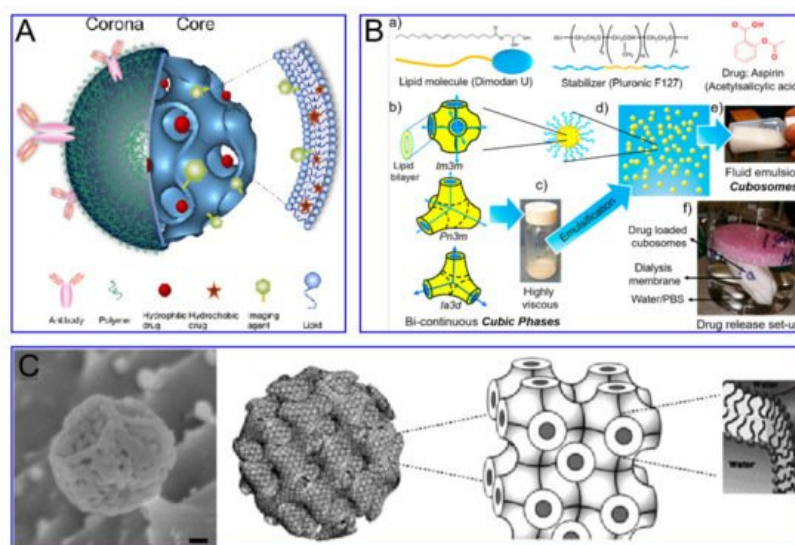 A
Corona Core
Antibody
Polymer
Hydrophilic drug
Hydrophobic drug
Imaging agent
Lipid
B
a)
Lipid molecule (Dimodan U)
Stabilizer (Pluronic F127)
Drug: Aspirin
(Acetylsalicylic acid
b)
Lipid
bilayer
Im3m
Pn3m
Ia3d
Bi-continuous Cubic Phases
c)
Highly
viscous
Emulsification
d)
e)
Fluid emulsion
Cubosomes
f)
Drug loaded
cubosomes
Dialysis
membrane
Water/PBS
Drug release set-u
C
Water
Water